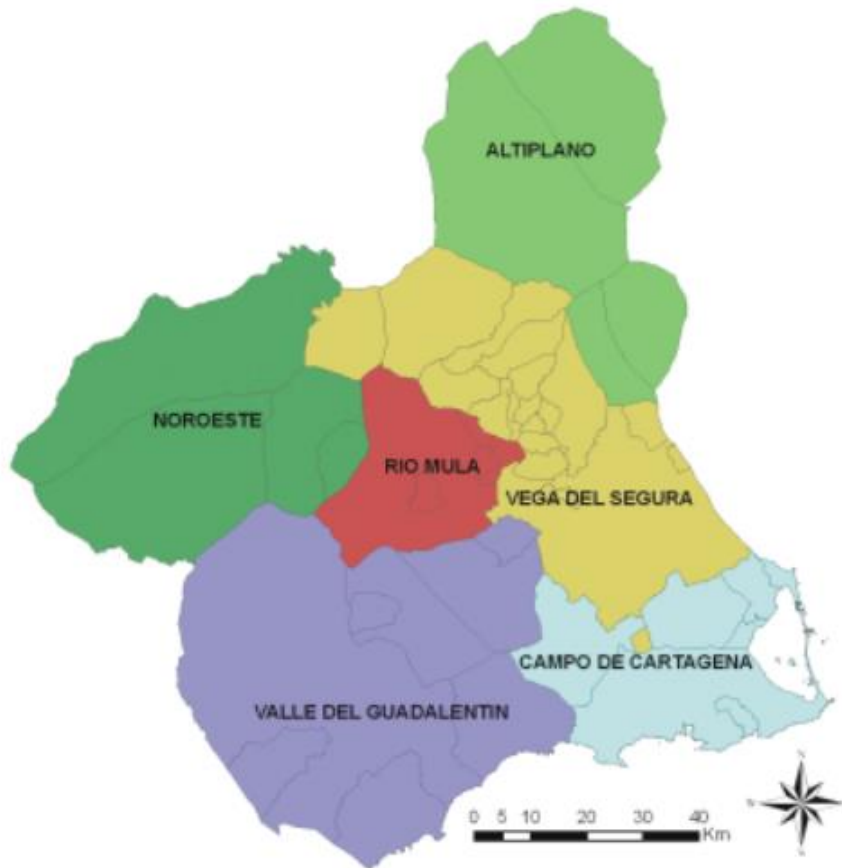 ALTIPLANO
NOROESTE
RIO MULA
VEGA DEL SEGURA
CAMPO DE CARTAGENA
VALLE DEL GUADALENTIN
0 5 10 20 30 40
Km
N